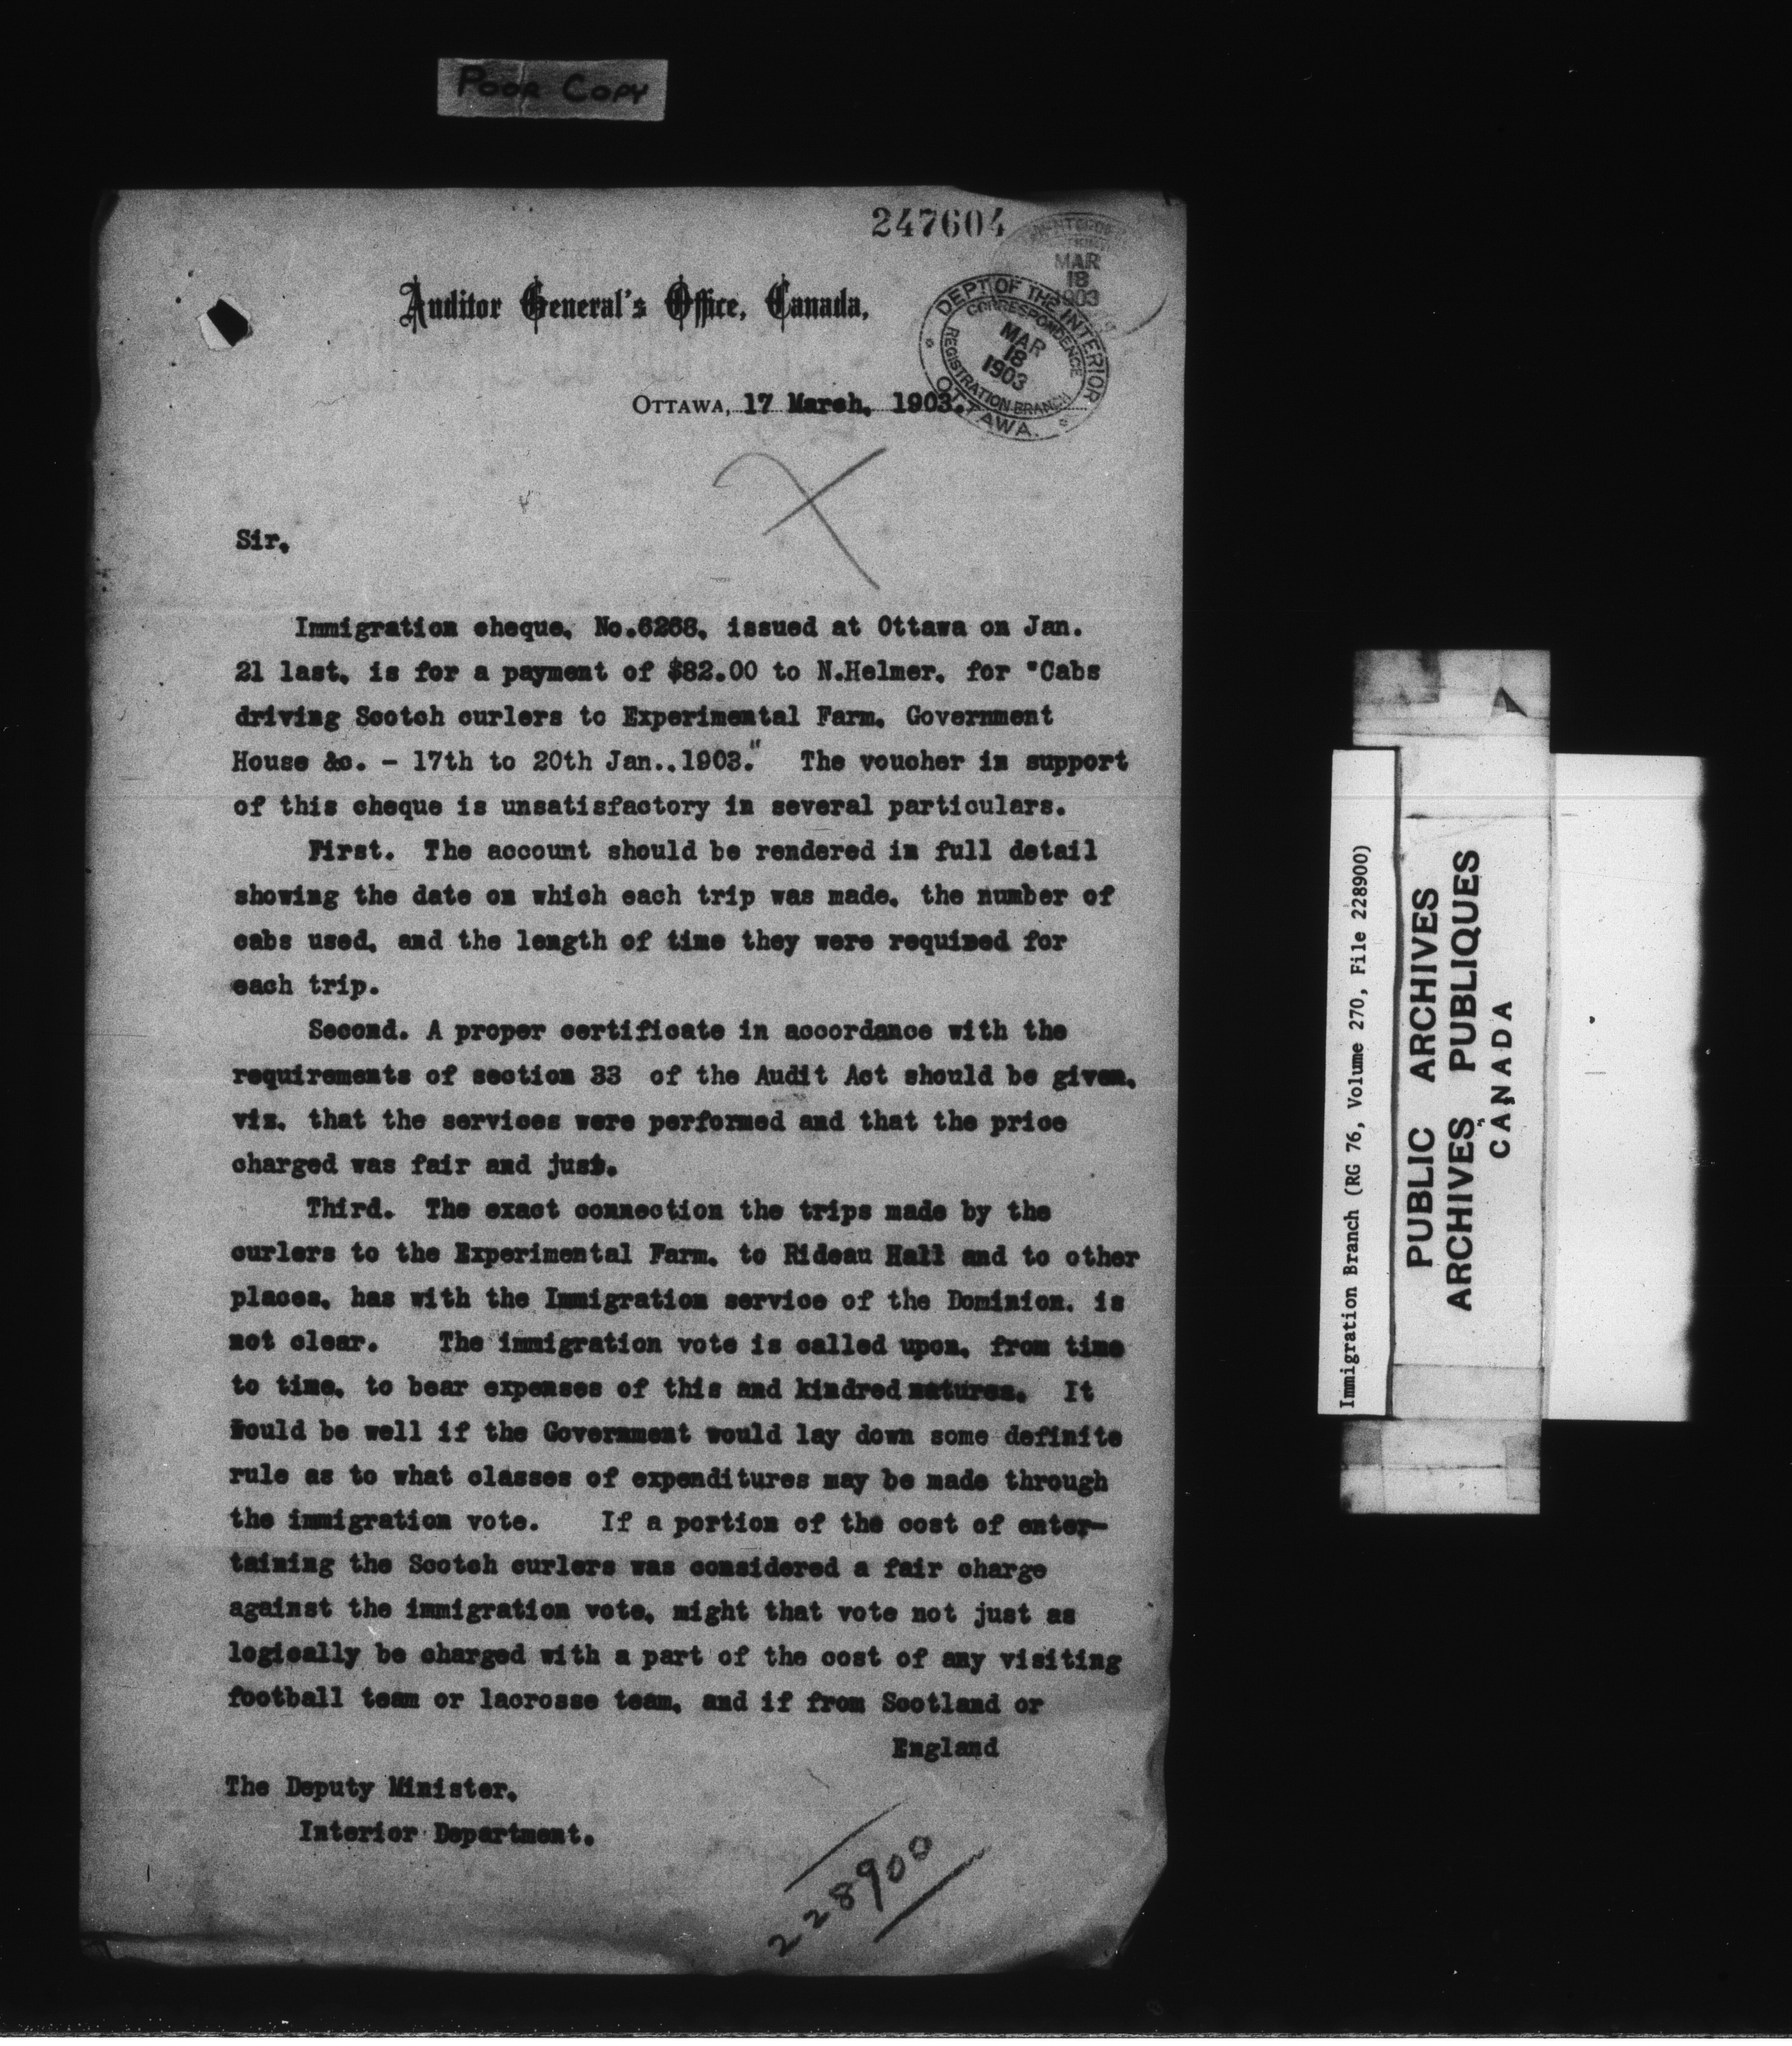 POOR COPY
247604
MAR
18
1903
Auditor General's Office, Canada,
DEPT OF THE INTERIOR
CORRESPONDENCE
MAR
18
1903
REGISTRATION BRANCH
OTTAWA.
OTTAWA, 17 March, 1903.
Sir,
Immigration cheque, No.6268, issued at Ottawa on Jan.
21 last, is for a payment of $82.00 to N.Helmer, for "Cabs
driving Scotch curlers to Experimental Farm, Government
House &c. - 17th to 20th Jan.,1903." The voucher in support
of this cheque is unsatisfactory in several particulars.
First. The account should be rendered in full detail
showing the date on which each trip was made, the number of
cabs used, and the length of time they were required for
each trip.
Second. A proper certificate in accordance with the
requirements of section 33 of the Audit Act should be given,
viz. that the services were performed and that the price
charged was fair and just.
Third. The exact connection the trips made by the
curlers to the Experimental Farm, to Rideau Hall and to other
places, has with the Immigration service of the Dominion, is
not clear. The immigration vote is called upon, from time
to time, to bear expenses of this and kindred natures. It
would be well if the Government would lay down some definite
rule as to what classes of expenditures may be made through
the immigration vote. If a portion of the cost of enter-
taining the Scotch curlers was considered a fair charge
against the immigration vote, might that vote not just as
logically be charged with a part of the cost of any visiting
football team or lacrosse team, and if from Scotland or
England
The Deputy Minister,
Interior Department.
228900
Immigration Branch (RG 76, Volume 270, File 228900)
PUBLIC ARCHIVES
ARCHIVES PUBLIQUES
CANADA